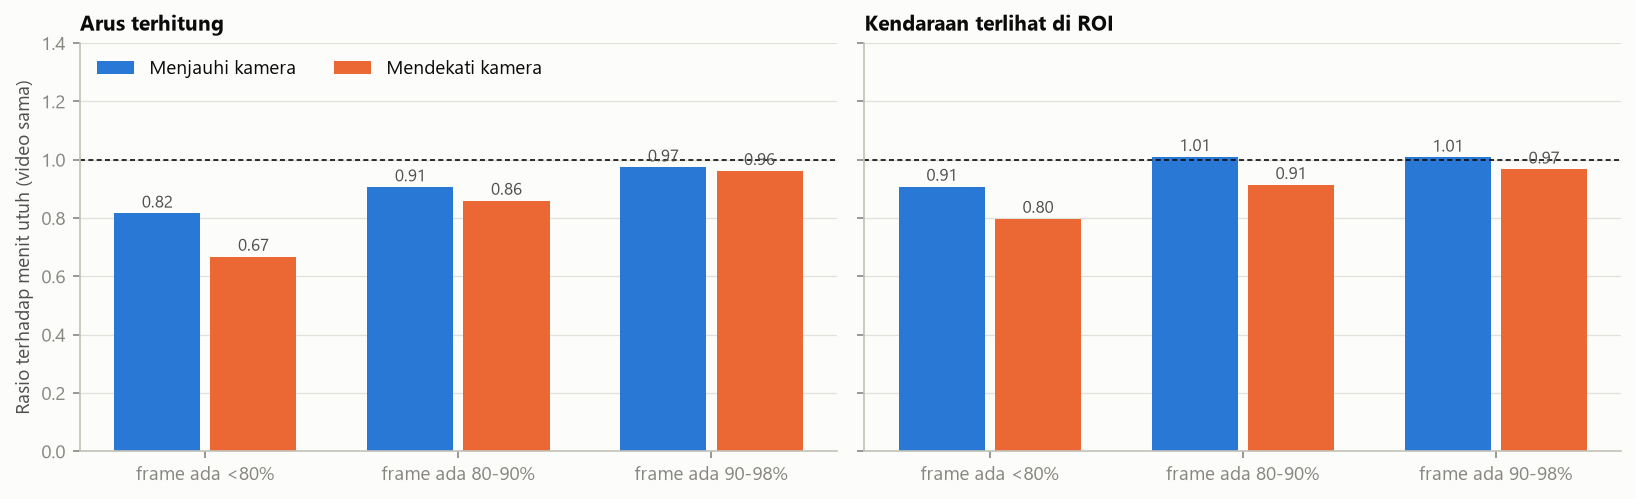 Arus terhitung
Rasio terhadap menit utuh (video sama)
1.4
1.2
1.0
0.8
0.6
0.4
0.2
0.0
Menjauhi kamera
Mendekati kamera
0.82
0.67
0.91
0.86
0.97
0.96
frame ada <80%
frame ada 80-90%
frame ada 90-98%
Kendaraan terlihat di ROI
0.91
0.80
1.01
0.91
1.01
0.97
frame ada <80%
frame ada 80-90%
frame ada 90-98%